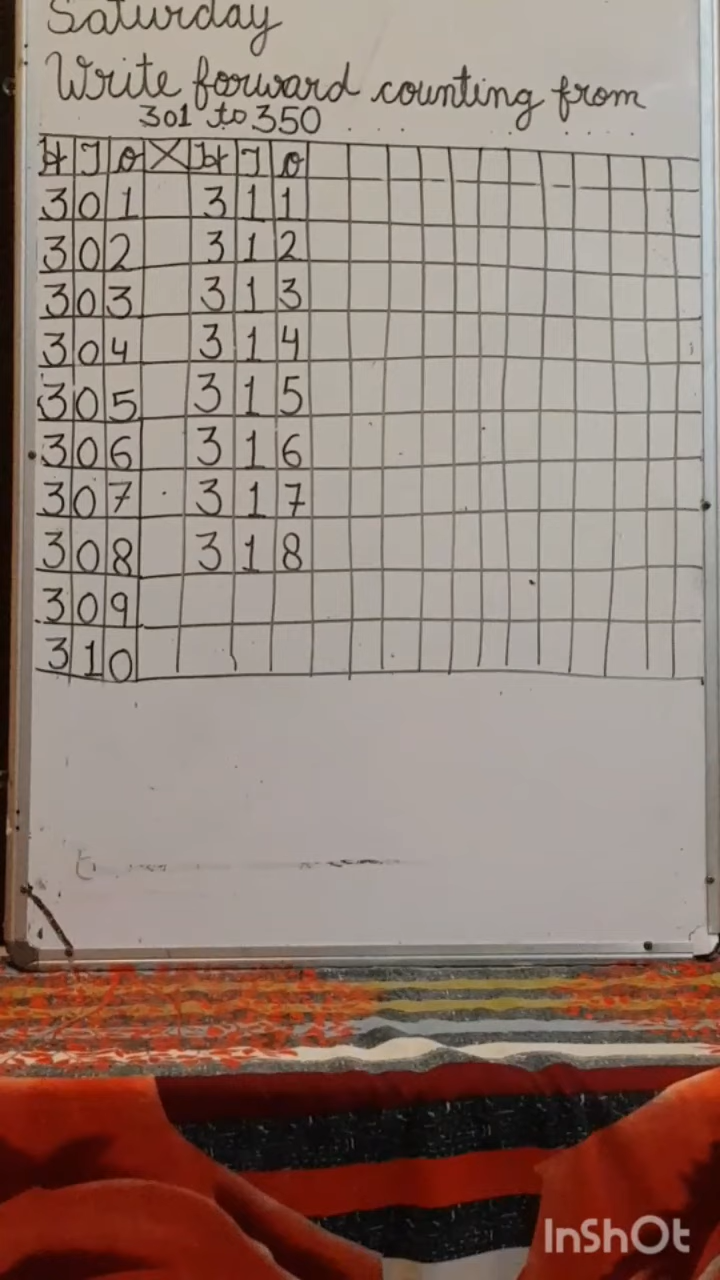 Saturday
Write forward counting from
301 to 350
H T O X H T O
301 311
302 312
303 313
304 314
305 315
306 316
307 317
308 318
309
310
InShOt